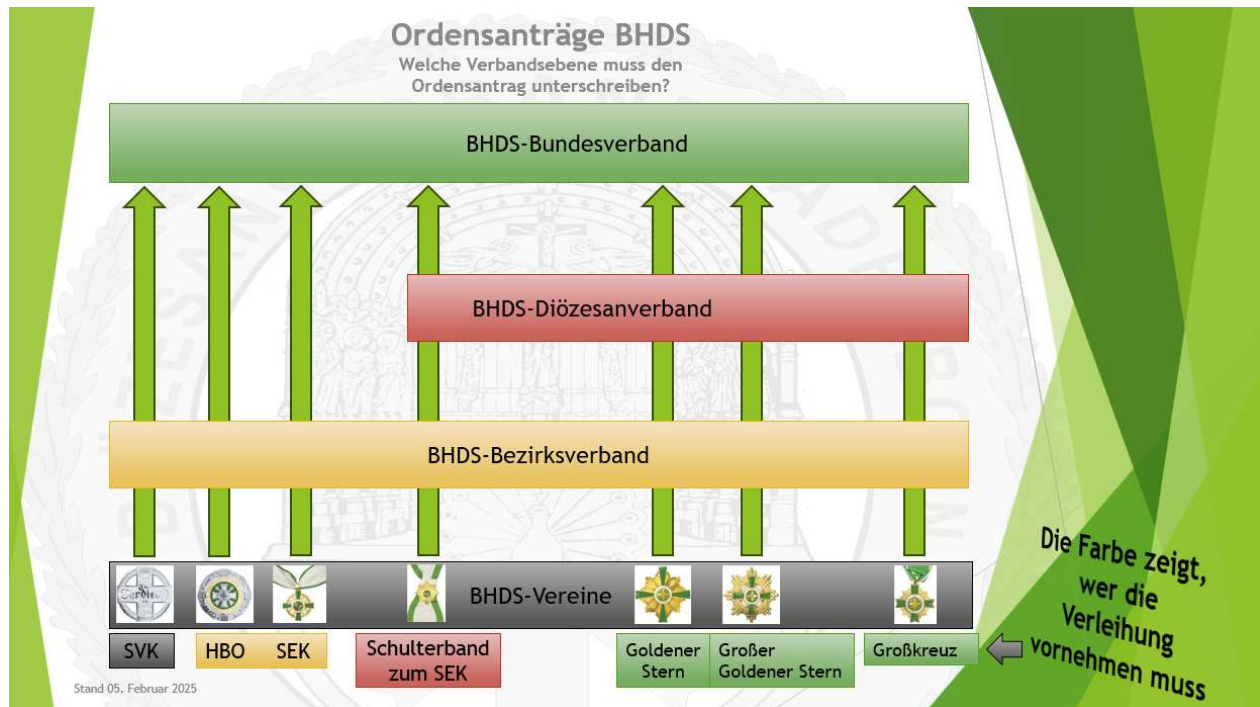 Ordensanträge BHDS
Welche Verbandsebene muss den
Ordensantrag unterschreiben?
BHDS-Bundesverband
BHDS-Diözesanverband
BHDS-Bezirksverband
BHDS-Vereine
SVK
HBO
SEK
Schulterband
zum SEK
Goldener
Stern
Großer
Goldener Stern
Großkreuz
Die Farbe zeigt,
wer die
Verleihung
vornehmen muss
Stand 05. Februar 2025